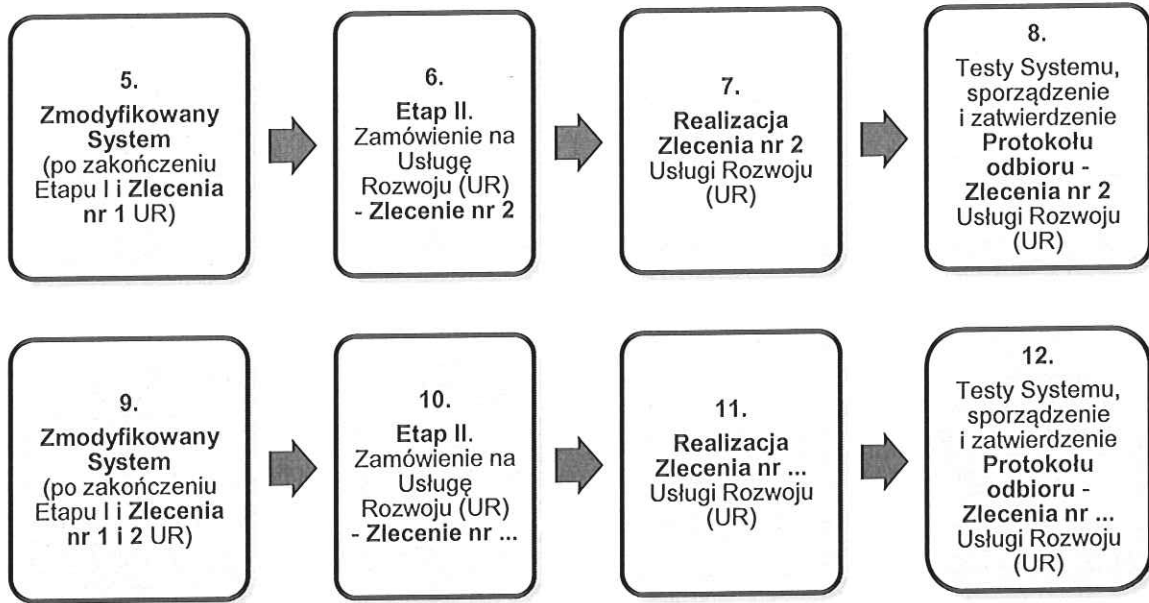 5.
Zmodyfikowany
System
(po zakończeniu
Etapu I i Zlecenia
nr 1 UR)
6.
Etap II.
Zamówienie na
Usługę
Rozwoju (UR)
- Zlecenie nr 2
7.
Realizacja
Zlecenia nr 2
Usługi Rozwoju
(UR)
8.
Testy Systemu,
sporządzenie
i zatwierdzenie
Protokołu
odbioru -
Zlecenia nr 2
Usługi Rozwoju
(UR)
9.
Zmodyfikowany
System
(po zakończeniu
Etapu I i Zlecenia
nr 1 i 2 UR)
10.
Etap II.
Zamówienie na
Usługę
Rozwoju (UR)
- Zlecenie nr ...
11.
Realizacja
Zlecenia nr ...
Usługi Rozwoju
(UR)
12.
Testy Systemu,
sporządzenie
i zatwierdzenie
Protokołu
odbioru -
Zlecenia nr ...
Usługi Rozwoju
(UR)